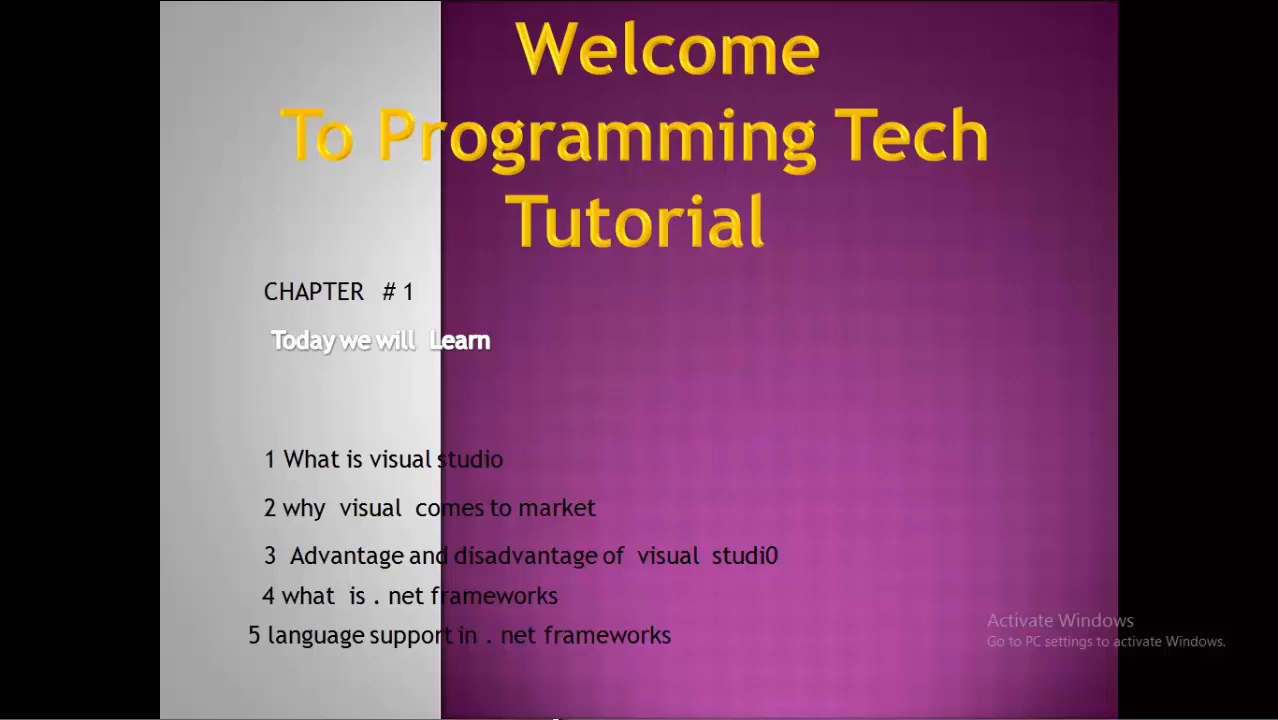 Welcome
To Programming Tech
Tutorial
CHAPTER # 1
Today we will Learn
1 What is visual studio
2 why visual comes to market
3 Advantage and disadvantage of visual studi0
4 what is . net frameworks
5 language support in . net frameworks
Activate Windows
Go to PC settings to activate Windows.